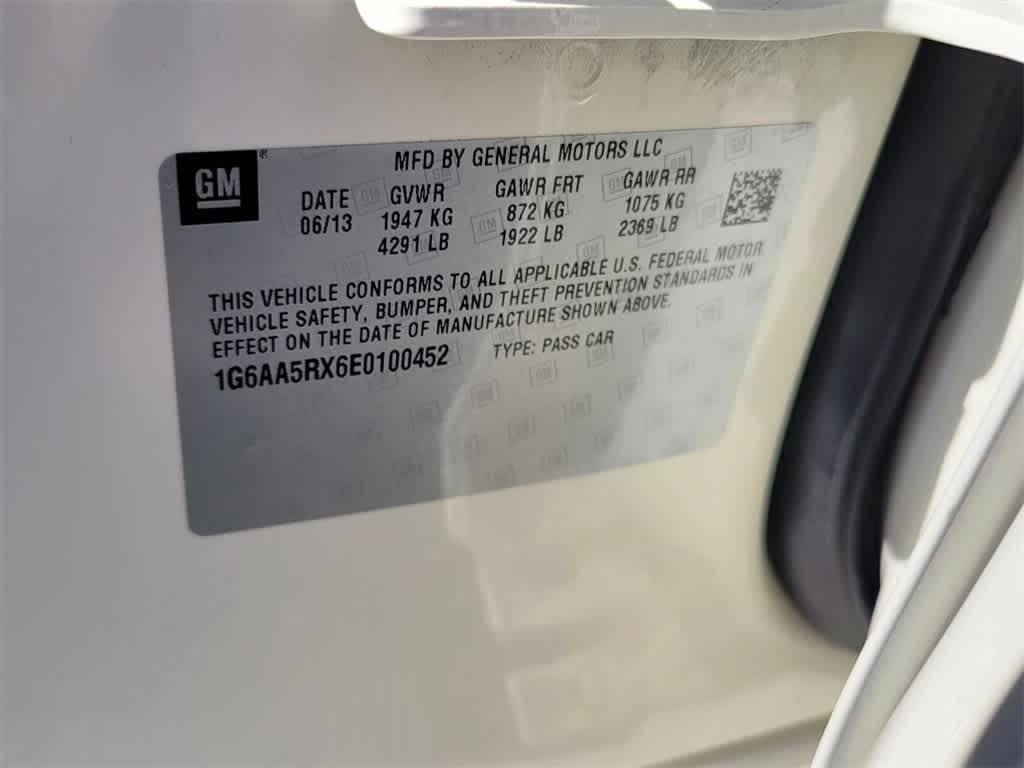 GM
MFD BY GENERAL MOTORS LLC
DATE GVWR GAWR FRT GAWR RR
06/13 1947 KG 872 KG 1075 KG
4291 LB 1922 LB 2369 LB
THIS VEHICLE CONFORMS TO ALL APPLICABLE U.S. FEDERAL MOTOR
VEHICLE SAFETY, BUMPER, AND THEFT PREVENTION STANDARDS IN
EFFECT ON THE DATE OF MANUFACTURE SHOWN ABOVE.
1G6AA5RX6E0100452 TYPE: PASS CAR